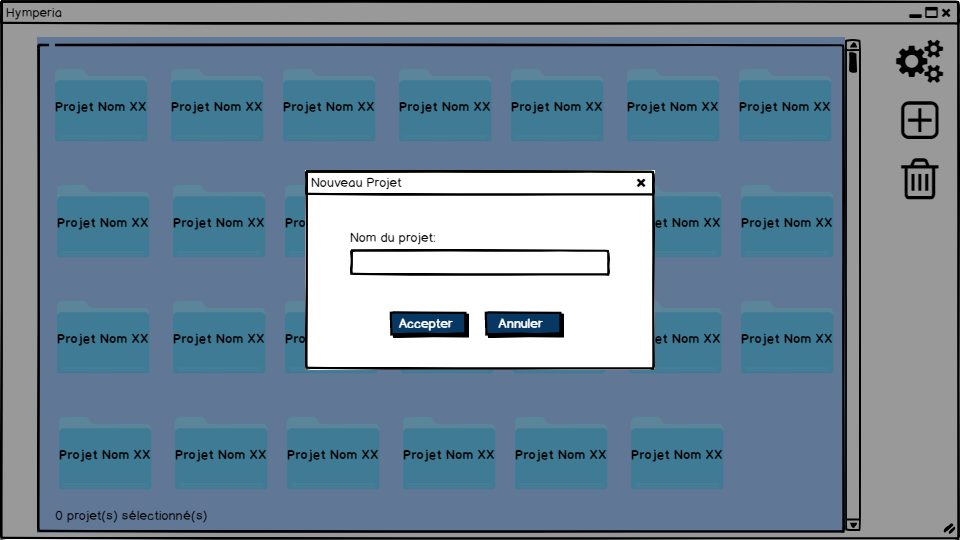 Hymperia
Projet Nom XX Projet Nom XX Projet Nom XX Projet Nom XX Projet Nom XX Projet Nom XX Projet Nom XX
Nouveau Projet
Projet Nom XX Projet Nom XX Pro et Nom XX Projet Nom XX
Nom du projet:
Accepter Annuler
Projet Nom XX Projet Nom XX Pro et Nom XX Projet Nom XX
Projet Nom XX Projet Nom XX Projet Nom XX Projet Nom XX Projet Nom XX Projet Nom XX
0 projet(s) sélectionné(s)